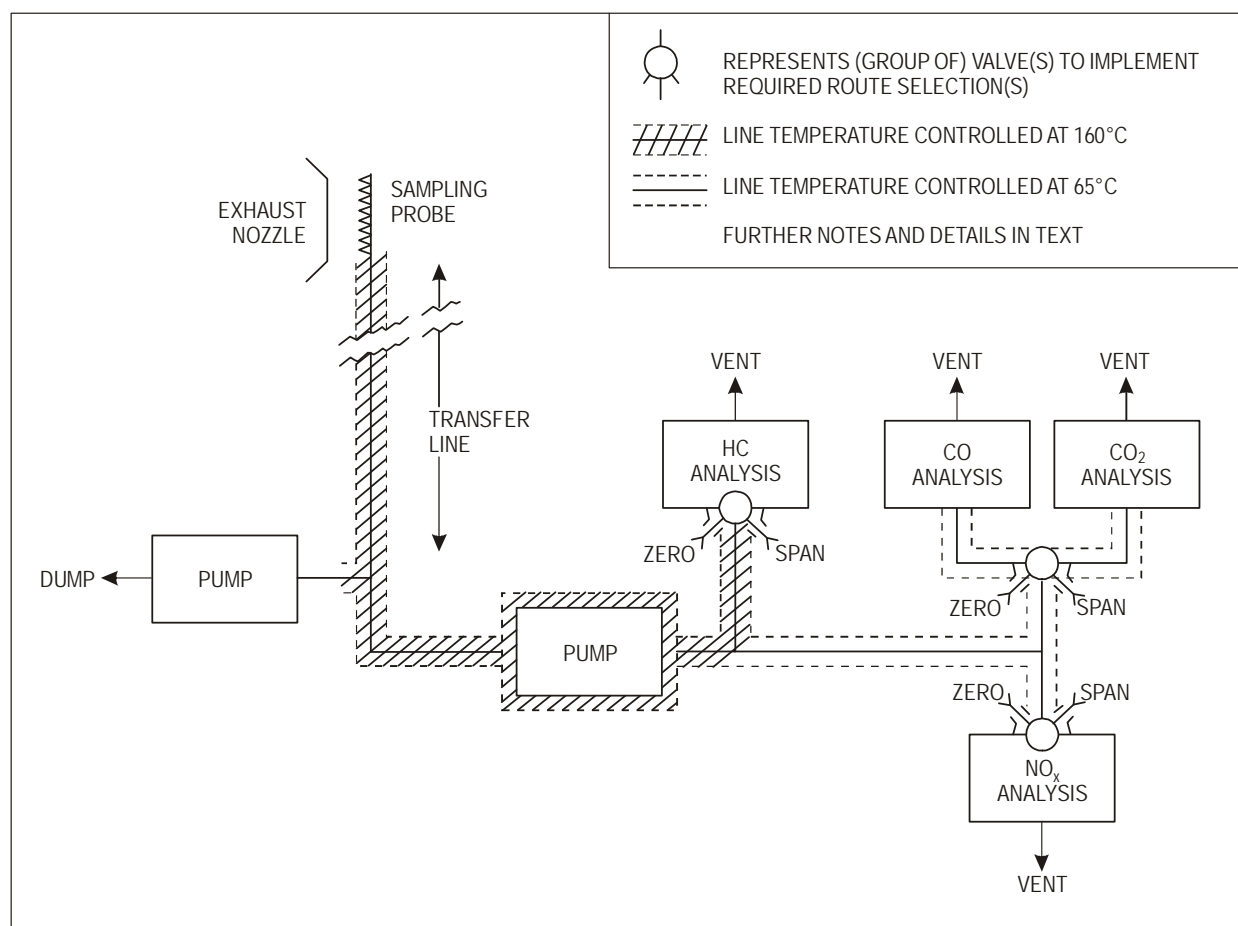 REPRESENTS (GROUP OF) VALVE(S) TO IMPLEMENT
REQUIRED ROUTE SELECTION(S)
LINE TEMPERATURE CONTROLLED AT 160°C
LINE TEMPERATURE CONTROLLED AT 65°C
FURTHER NOTES AND DETAILS IN TEXT
EXHAUST
NOZZLE
SAMPLING
PROBE
TRANSFER
LINE
VENT
VENT
VENT
HC
ANALYSIS
CO
ANALYSIS
CO₂
ANALYSIS
ZERO
SPAN
DUMP
PUMP
ZERO
SPAN
PUMP
ZERO
SPAN
NOₓ
ANALYSIS
VENT